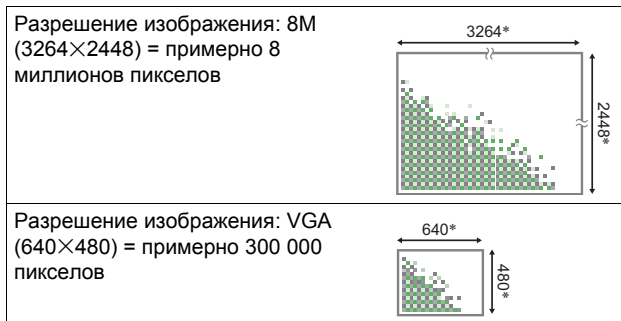 Разрешение изображения: 8M
(3264×2448) = примерно 8
миллионов пикселов
3264*
2448*
Разрешение изображения: VGA
(640×480) = примерно 300 000
пикселов
640*
480*